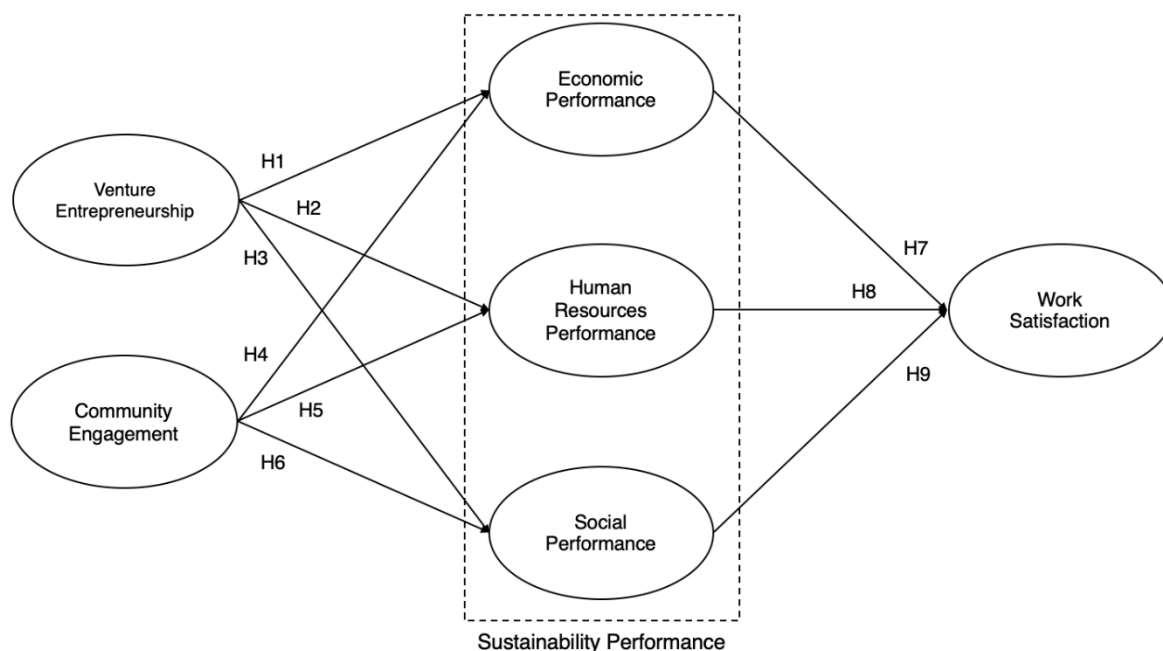 Economic
Performance
H1
Venture
Entrepreneurship
H2
H3
H7
Human
Resources
Performance
H8
Work
Satisfaction
H4
H9
Community
Engagement
H5
H6
Social
Performance
Sustainability Performance